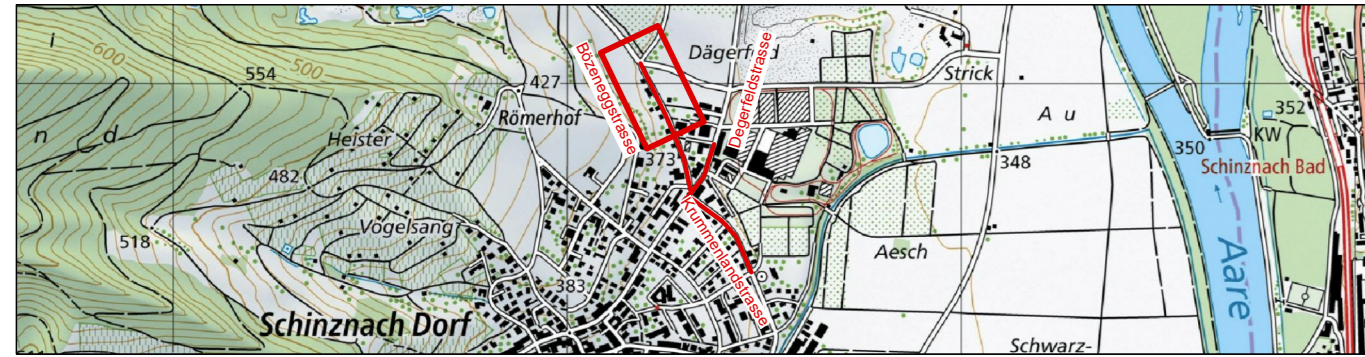 i
600
500
554
n d
Heister
482
518
Vogelsang
427
Römerhof
Bözeneggstrasse
373
Dägerfeld
Degerfeldstrasse
Strick
Krummenlandstrasse
383
Schinznach Dorf
A u
348
Aesch
Schwarz-
350
KW
352
Schinznach Bad
Aare